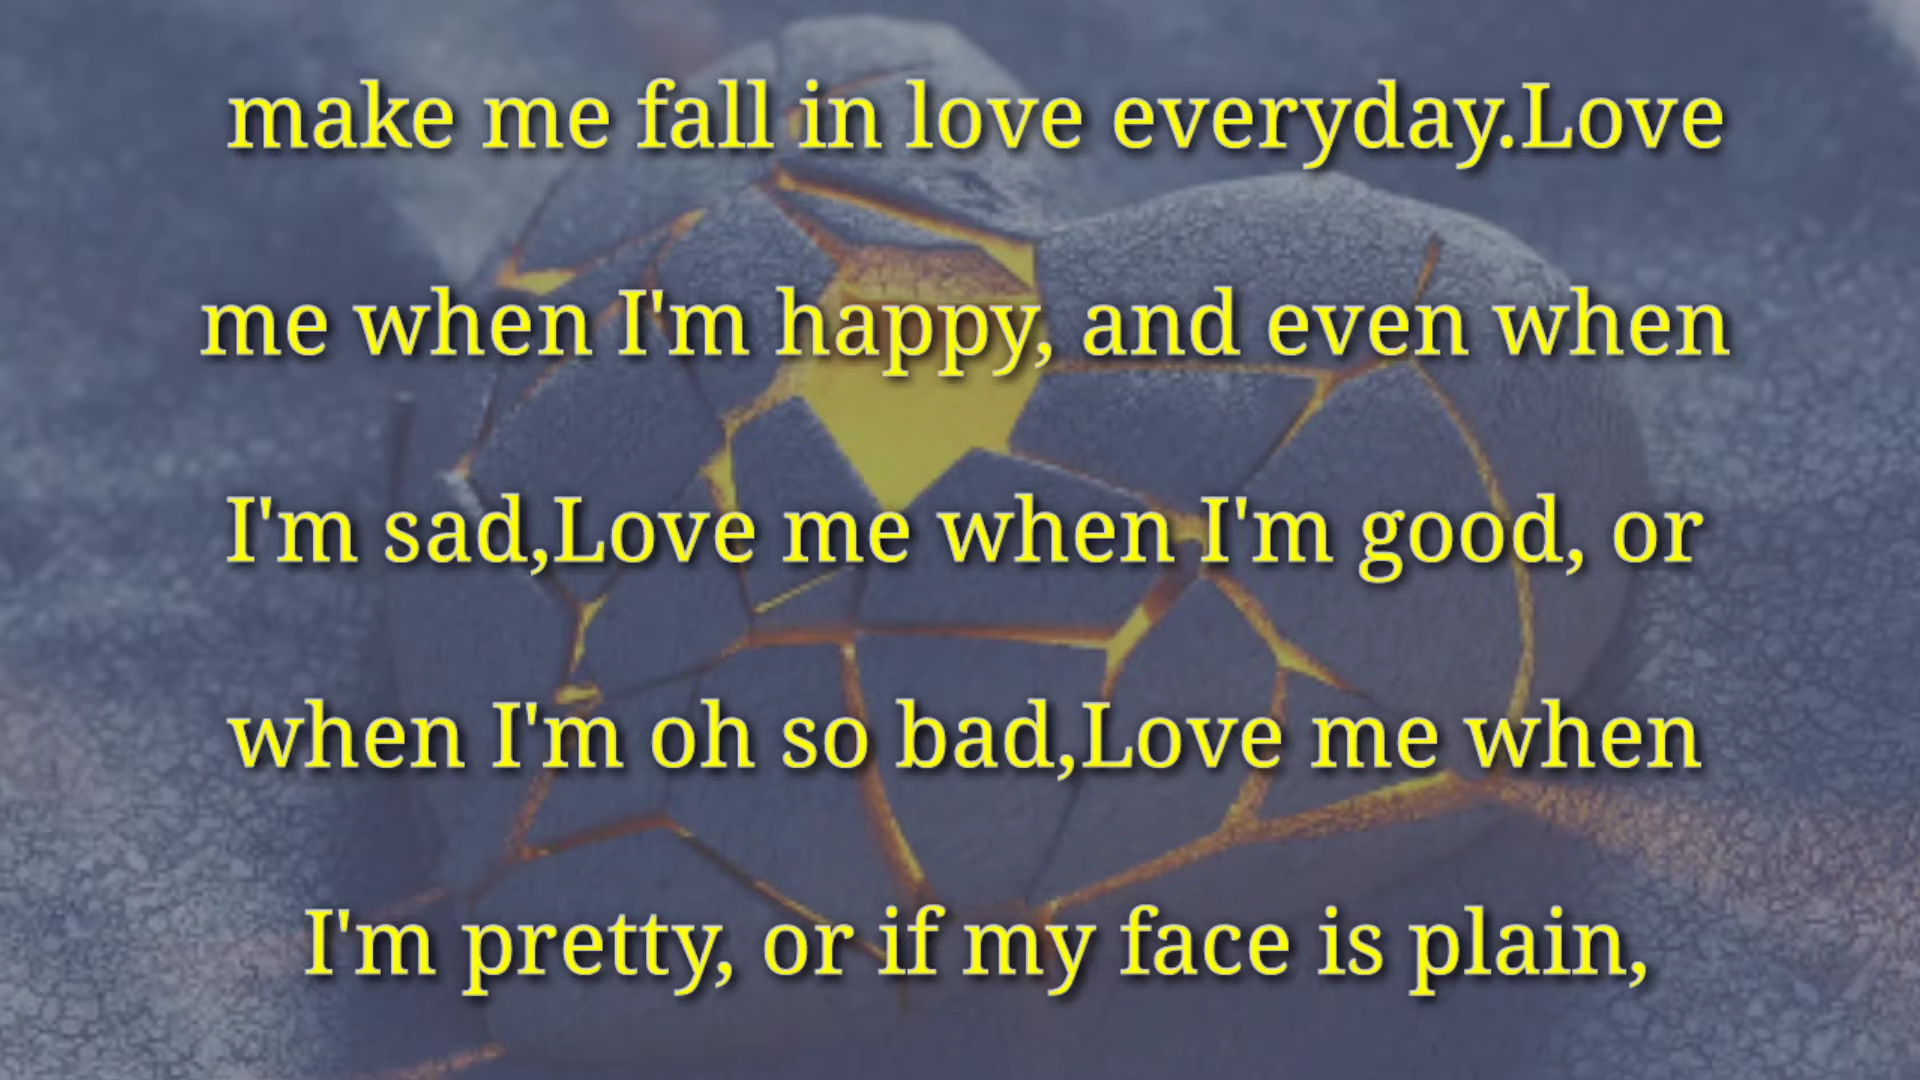 make me fall in love everyday.Love
me when I'm happy, and even when
I'm sad,Love me when I'm good, or
when I'm oh so bad,Love me when
I'm pretty, or if my face is plain,